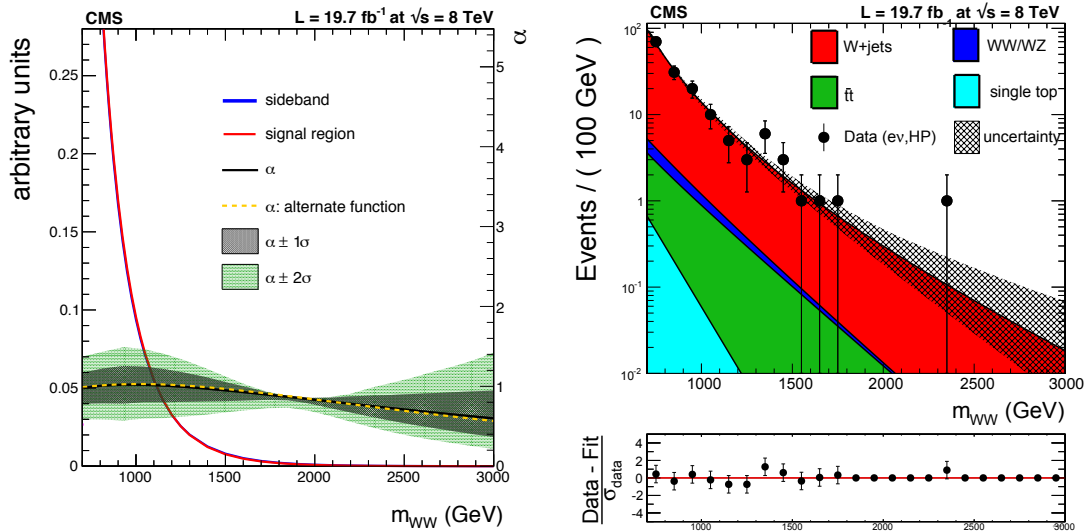 CMS L = 19.7 fb⁻¹ at √s = 8 TeV
arbitrary units
α
0.25
0.2
0.15
0.1
0.05
0
5
4
3
2
1
0
sideband
signal region
α
α: alternate function
α ± 1σ
α ± 2σ
1000 1500 2000 2500 3000
m_WW (GeV)
CMS L = 19.7 fb⁻¹ at √s = 8 TeV
Events / ( 100 GeV )
10²
10
1
10⁻¹
10⁻²
W+jets WW/WZ
tt̄ single top
Data (eν,HP) uncertainty
1000 1500 2000 2500 3000
m_WW (GeV)
Data - Fit
σ_data
4
2
0
-2
-4
1000 1500 2000 2500 3000